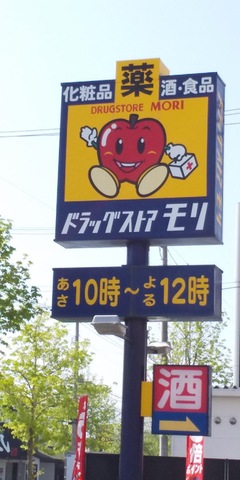 薬
化粧品 酒・食品
DRUGSTORE MORI
ドラッグストア モリ
あさ10時～よる12時
酒
倍